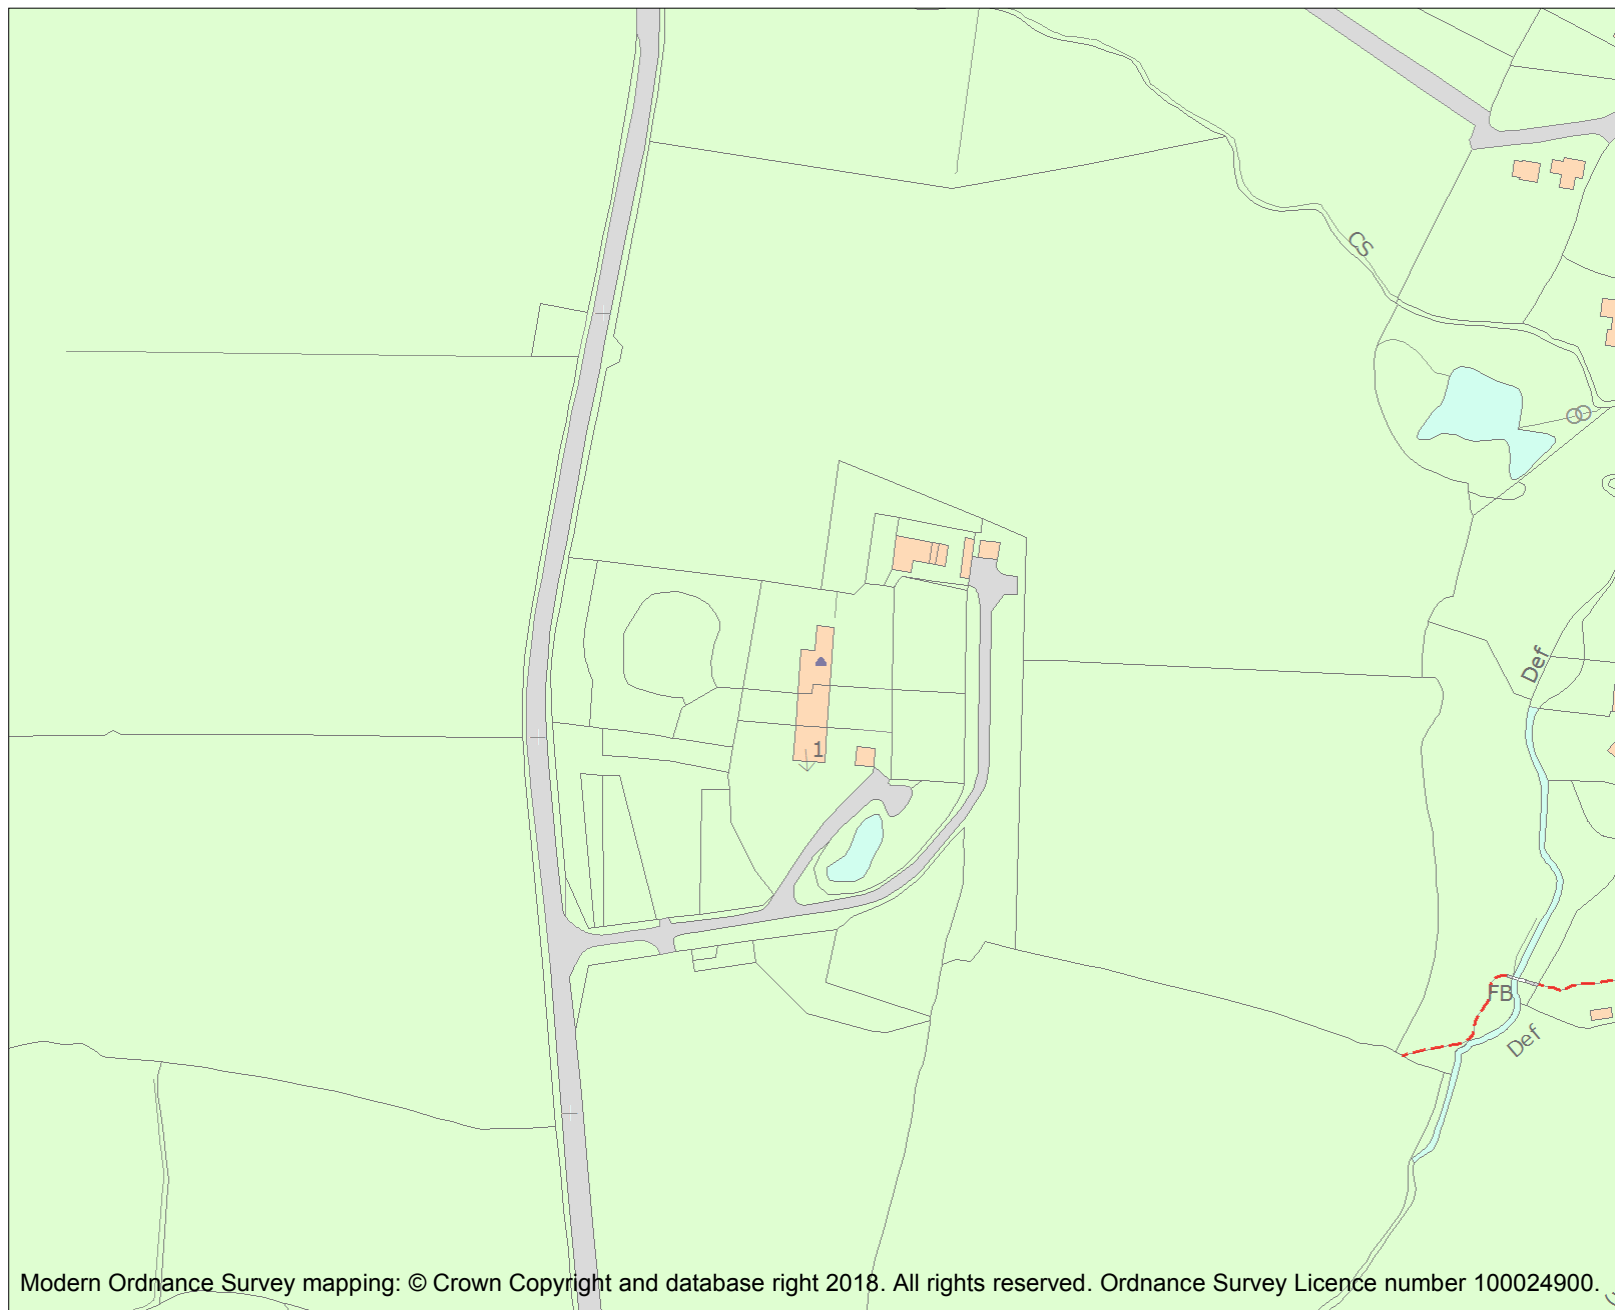 CS
Def
1
FB
Def
Modern Ordnance Survey mapping: © Crown Copyright and database right 2018. All rights reserved. Ordnance Survey Licence number 100024900.